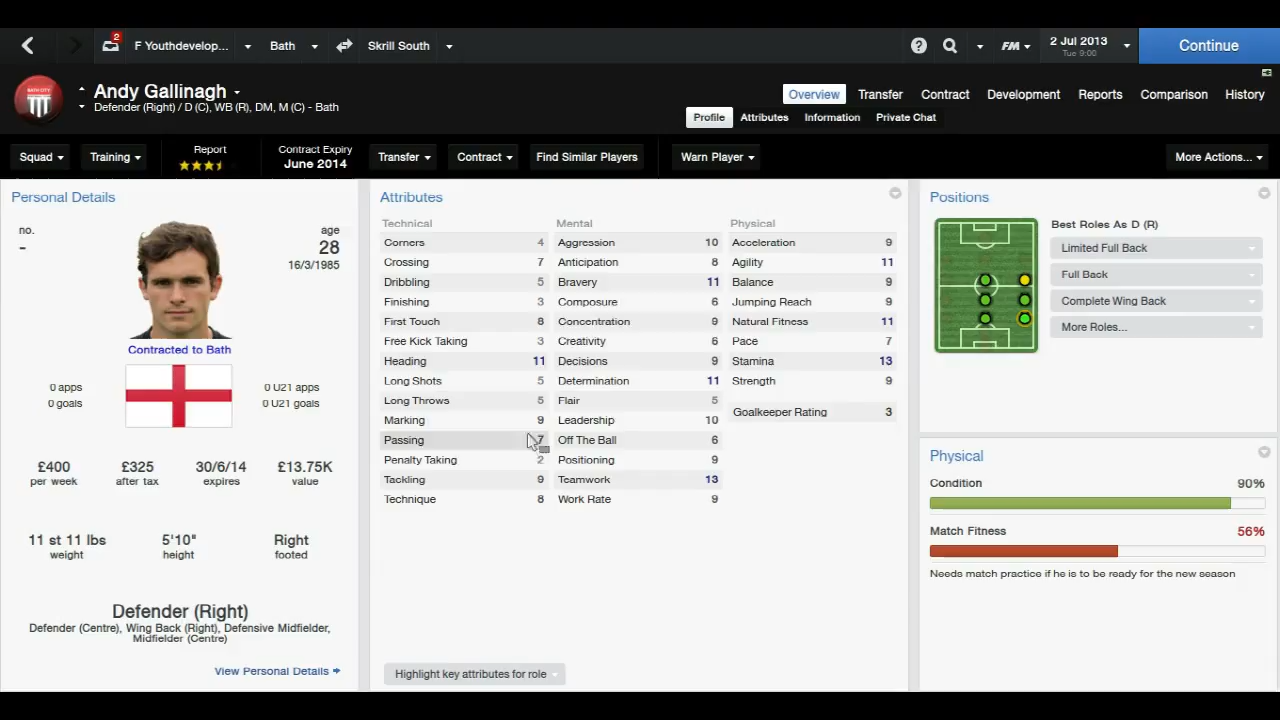 2
F Youthdevelop...
Bath
Skrill South
FM
2 Jul 2013
Tue 9:00
Continue
BATH CITY
Andy Gallinagh
Defender (Right) / D (C), WB (R), DM, M (C) - Bath
Overview
Transfer
Contract
Development
Reports
Comparison
History
Profile
Attributes
Information
Private Chat
Squad
Training
Report
Contract Expiry
June 2014
Transfer
Contract
Find Similar Players
Warn Player
More Actions...
Personal Details
no.
-
age
28
16/3/1985
Contracted to Bath
0 apps
0 goals
0 U21 apps
0 goals
£400
per week
£325
after tax
30/6/14
expires
£13.75K
value
11 st 11 lbs
weight
5'10"
height
Right
footed
Defender (Right)
Defender (Centre), Wing Back (Right), Defensive Midfielder,
Midfielder (Centre)
View Personal Details
Attributes
Technical
Corners 4
Crossing 7
Dribbling 5
Finishing 3
First Touch 8
Free Kick Taking 3
Heading 11
Long Shots 5
Long Throws 5
Marking 9
Passing 7
Penalty Taking 2
Tackling 9
Technique 8
Mental
Aggression 10
Anticipation 8
Bravery 11
Composure 6
Concentration 9
Creativity 6
Decisions 9
Determination 11
Flair 5
Leadership 10
Off The Ball 6
Positioning 9
Teamwork 13
Work Rate 9
Physical
Acceleration 9
Agility 11
Balance 9
Jumping Reach 9
Natural Fitness 11
Pace 7
Stamina 13
Strength 9
Goalkeeper Rating 3
Highlight key attributes for role
Positions
Best Roles As D (R)
Limited Full Back
Full Back
Complete Wing Back
More Roles...
Physical
Condition 90%
Match Fitness 56%
Needs match practice if he is to be ready for the new season